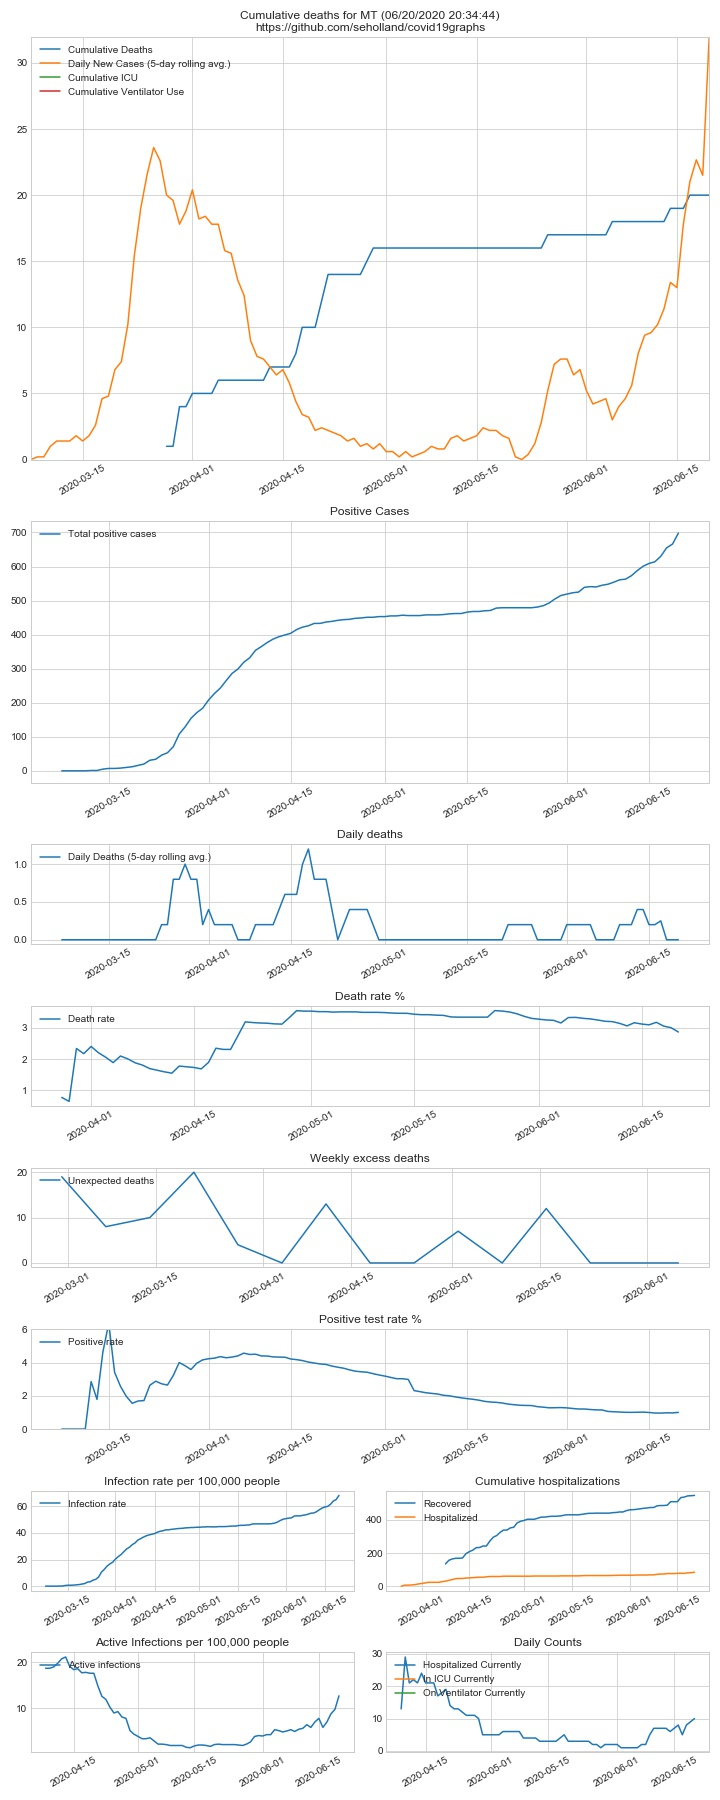 Cumulative deaths for MT (06/20/2020 20:34:44)
https://github.com/seholland/covid19graphs
Cumulative Deaths
Daily New Cases (5-day rolling avg.)
Cumulative ICU
Cumulative Ventilator Use
30
25
20
15
10
5
0
2020-03-15 2020-04-01 2020-04-15 2020-05-01 2020-05-15 2020-06-01 2020-06-15
Positive Cases
Total positive cases
700
600
500
400
300
200
100
0
2020-03-15 2020-04-01 2020-04-15 2020-05-01 2020-05-15 2020-06-01 2020-06-15
Daily deaths
Daily Deaths (5-day rolling avg.)
1.0
0.5
0.0
2020-03-15 2020-04-01 2020-04-15 2020-05-01 2020-05-15 2020-06-01 2020-06-15
Death rate %
Death rate
3
2
1
2020-04-01 2020-04-15 2020-05-01 2020-05-15 2020-06-01 2020-06-15
Weekly excess deaths
20
Unexpected deaths
10
0
2020-03-01 2020-03-15 2020-04-01 2020-04-15 2020-05-01 2020-05-15 2020-06-01
Positive test rate %
6
Positive rate
4
2
0
2020-03-15 2020-04-01 2020-04-15 2020-05-01 2020-05-15 2020-06-01 2020-06-15
Infection rate per 100,000 people
Infection rate
60
40
20
0
2020-03-15 2020-04-01 2020-04-15 2020-05-01 2020-05-15 2020-06-01 2020-06-15
Cumulative hospitalizations
Recovered
Hospitalized
400
200
0
2020-04-01 2020-04-15 2020-05-01 2020-05-15 2020-06-01 2020-06-15
Active Infections per 100,000 people
Active infections
20
10
2020-04-15 2020-05-01 2020-05-15 2020-06-01 2020-06-15
Daily Counts
30
Hospitalized Currently
In ICU Currently
On Ventilator Currently
20
10
0
2020-04-15 2020-05-01 2020-05-15 2020-06-01 2020-06-15